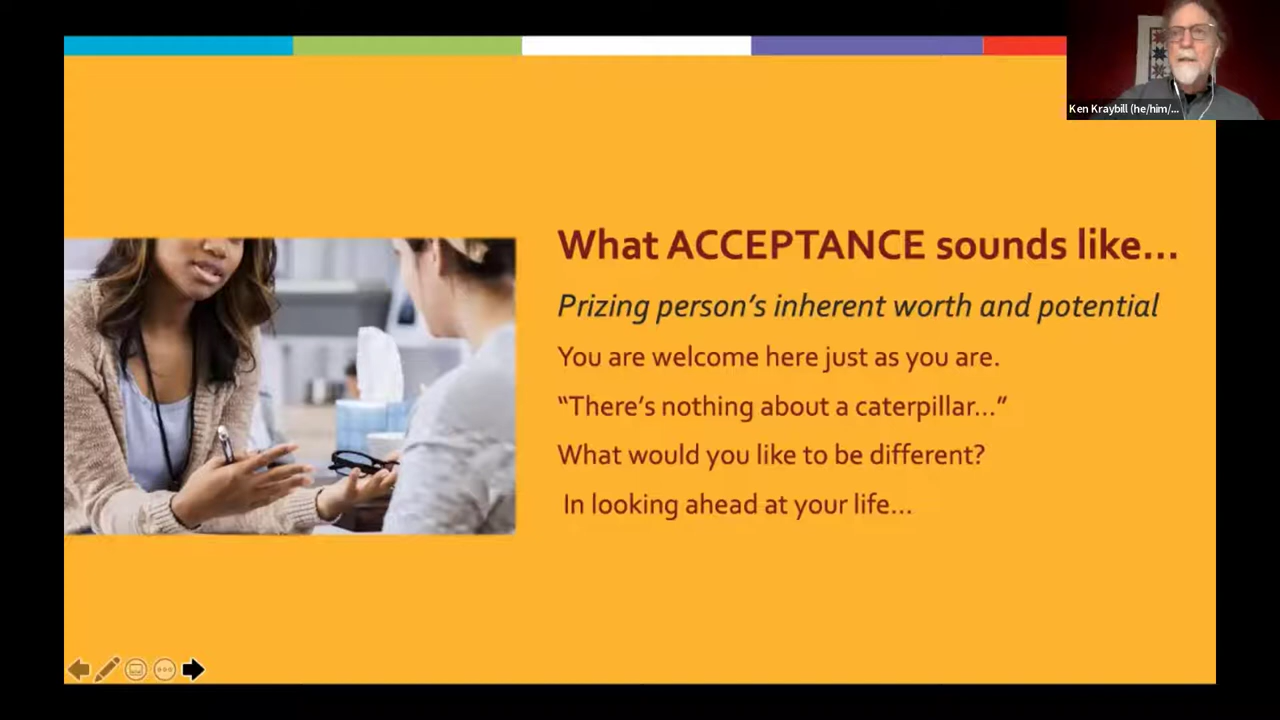 Ken Kraybill (he/him/...
What ACCEPTANCE sounds like...
Prizing person's inherent worth and potential
You are welcome here just as you are.
“There's nothing about a caterpillar...”
What would you like to be different?
In looking ahead at your life...